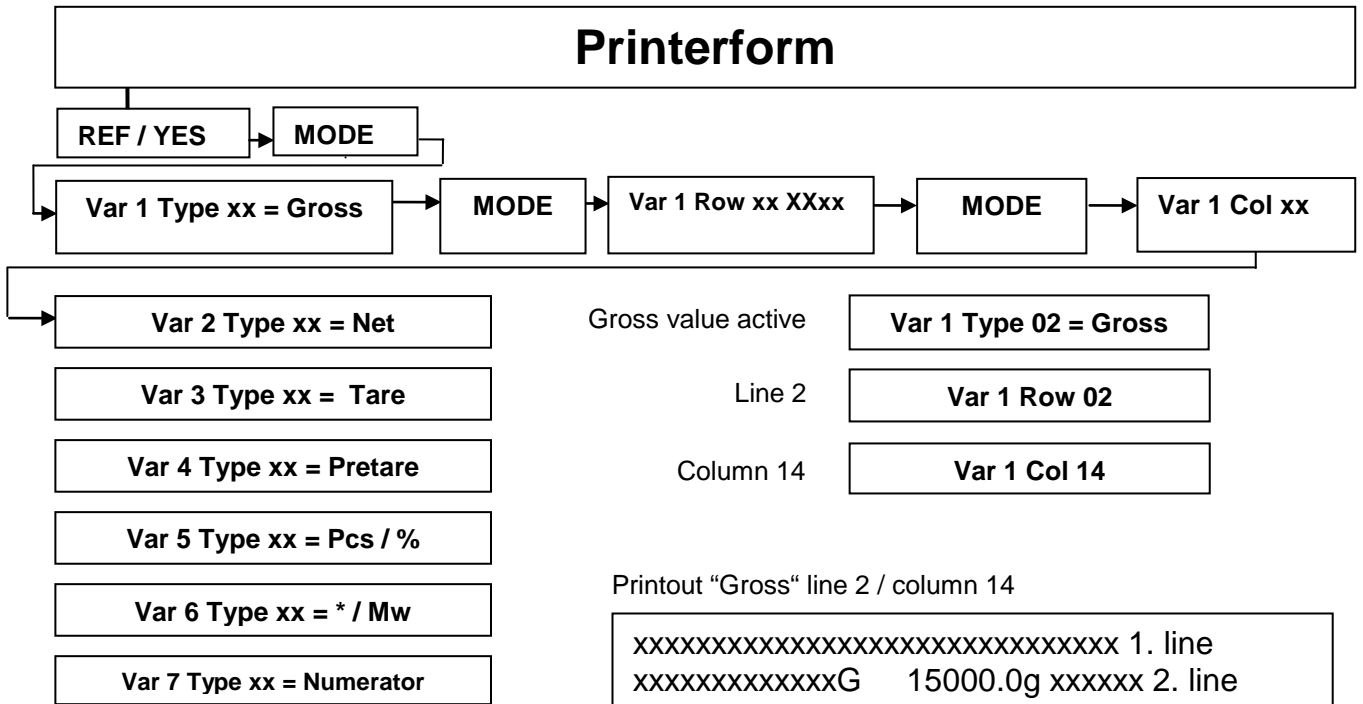 Printerform
REF / YES
MODE
Var 1 Type xx = Gross
MODE
Var 1 Row xx XXxx
MODE
Var 1 Col xx
Var 2 Type xx = Net
Gross value active
Var 1 Type 02 = Gross
Var 3 Type xx = Tare
Line 2
Var 1 Row 02
Var 4 Type xx = Pretare
Column 14
Var 1 Col 14
Var 5 Type xx = Pcs / %
Var 6 Type xx = * / Mw
Var 7 Type xx = Numerator
Printout “Gross“ line 2 / column 14
xxxxxxxxxxxxxxxxxxxxxxxxxxxxxxx 1. line
xxxxxxxxxxxxxG 15000.0g xxxxxx 2. line